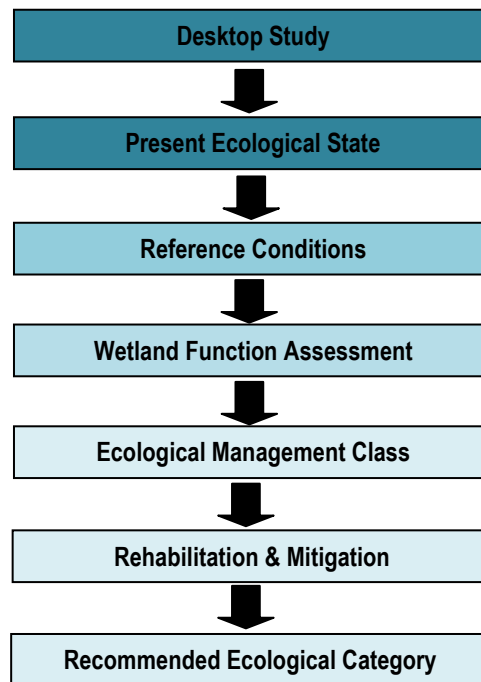 Desktop Study
Present Ecological State
Reference Conditions
Wetland Function Assessment
Ecological Management Class
Rehabilitation & Mitigation
Recommended Ecological Category